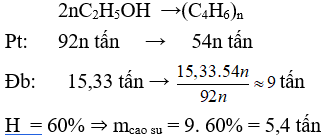 2nC2H5OH →(C4H6)n
Pt: 92n tấn → 54n tấn
Đb: 15,33 tấn → 15,33.54n/92n ≈ 9 tấn
H = 60% ⇒ mcao su = 9. 60% = 5,4 tấn